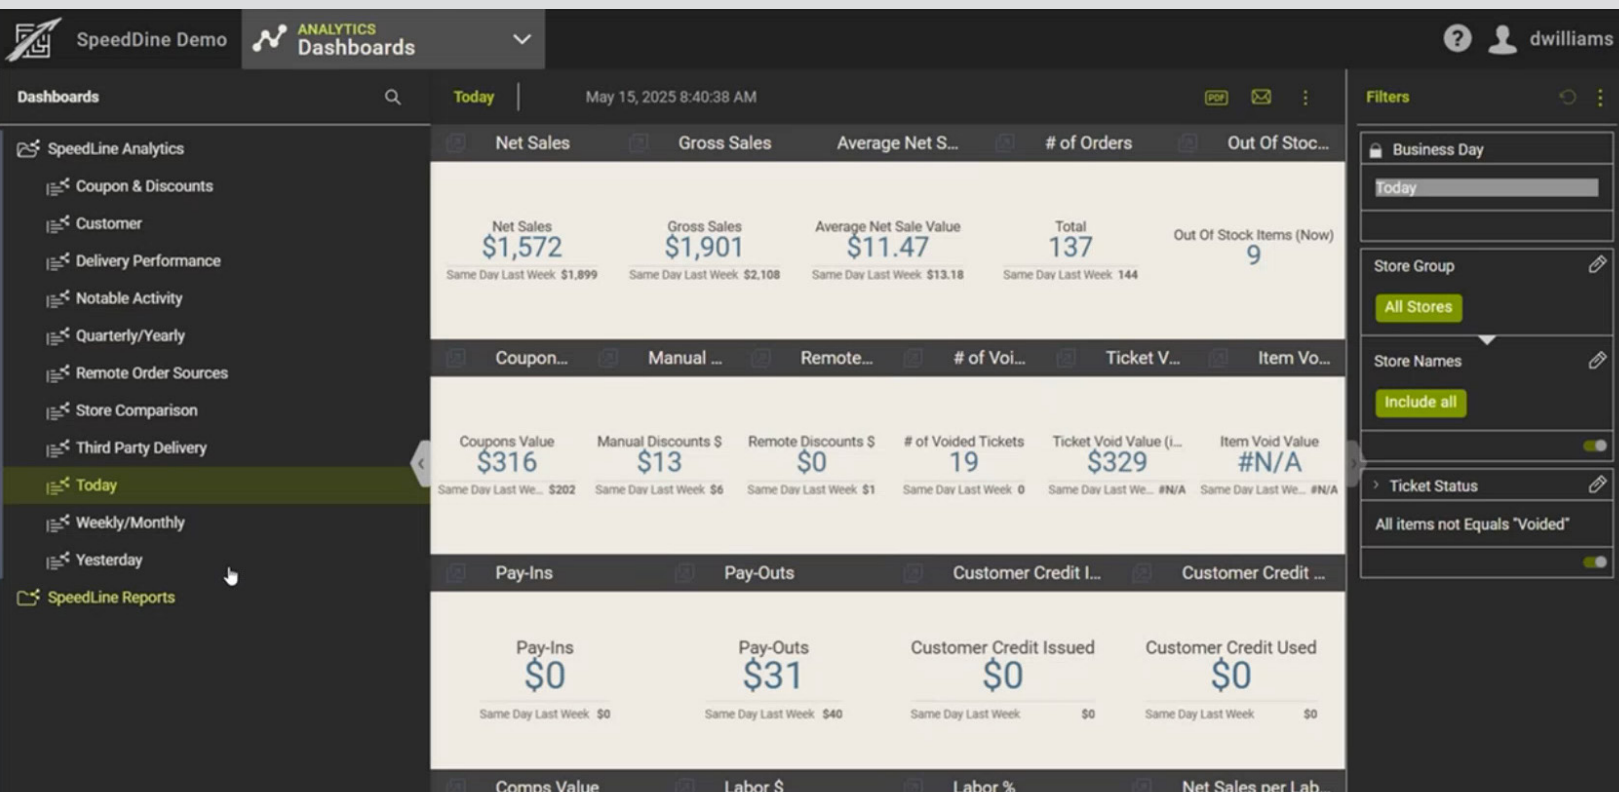 SpeedDine Demo
ANALYTICS
Dashboards
dwilliams
Dashboards
Today
May 15, 2025 8:40:38 AM
PDF
Filters
SpeedLine Analytics
Coupon & Discounts
Customer
Delivery Performance
Notable Activity
Quarterly/Yearly
Remote Order Sources
Store Comparison
Third Party Delivery
Today
Weekly/Monthly
Yesterday
SpeedLine Reports
Net Sales Gross Sales Average Net S... # of Orders Out Of Stoc...
Net Sales Gross Sales Average Net Sale Value Total Out Of Stock Items (Now)
$1,572 $1,901 $11.47 137 9
Same Day Last Week $1,899 Same Day Last Week $2,108 Same Day Last Week $13.18 Same Day Last Week 144
Coupon... Manual ... Remote... # of Voi... Ticket V... Item Vo...
Coupons Value Manual Discounts $ Remote Discounts $ # of Voided Tickets Ticket Void Value (i... Item Void Value
$316 $13 $0 19 $329 #N/A
Same Day Last We... $202 Same Day Last Week $6 Same Day Last Week $1 Same Day Last Week 0 Same Day Last We... #N/A Same Day Last We... #N/A
Pay-Ins Pay-Outs Customer Credit I... Customer Credit ...
Pay-Ins Pay-Outs Customer Credit Issued Customer Credit Used
$0 $31 $0 $0
Same Day Last Week $0 Same Day Last Week $40 Same Day Last Week $0 Same Day Last Week $0
Comps Value Labor $ Labor % Net Sales per Lab...
Business Day
Today
Store Group
All Stores
Store Names
Include all
Ticket Status
All items not Equals "Voided"